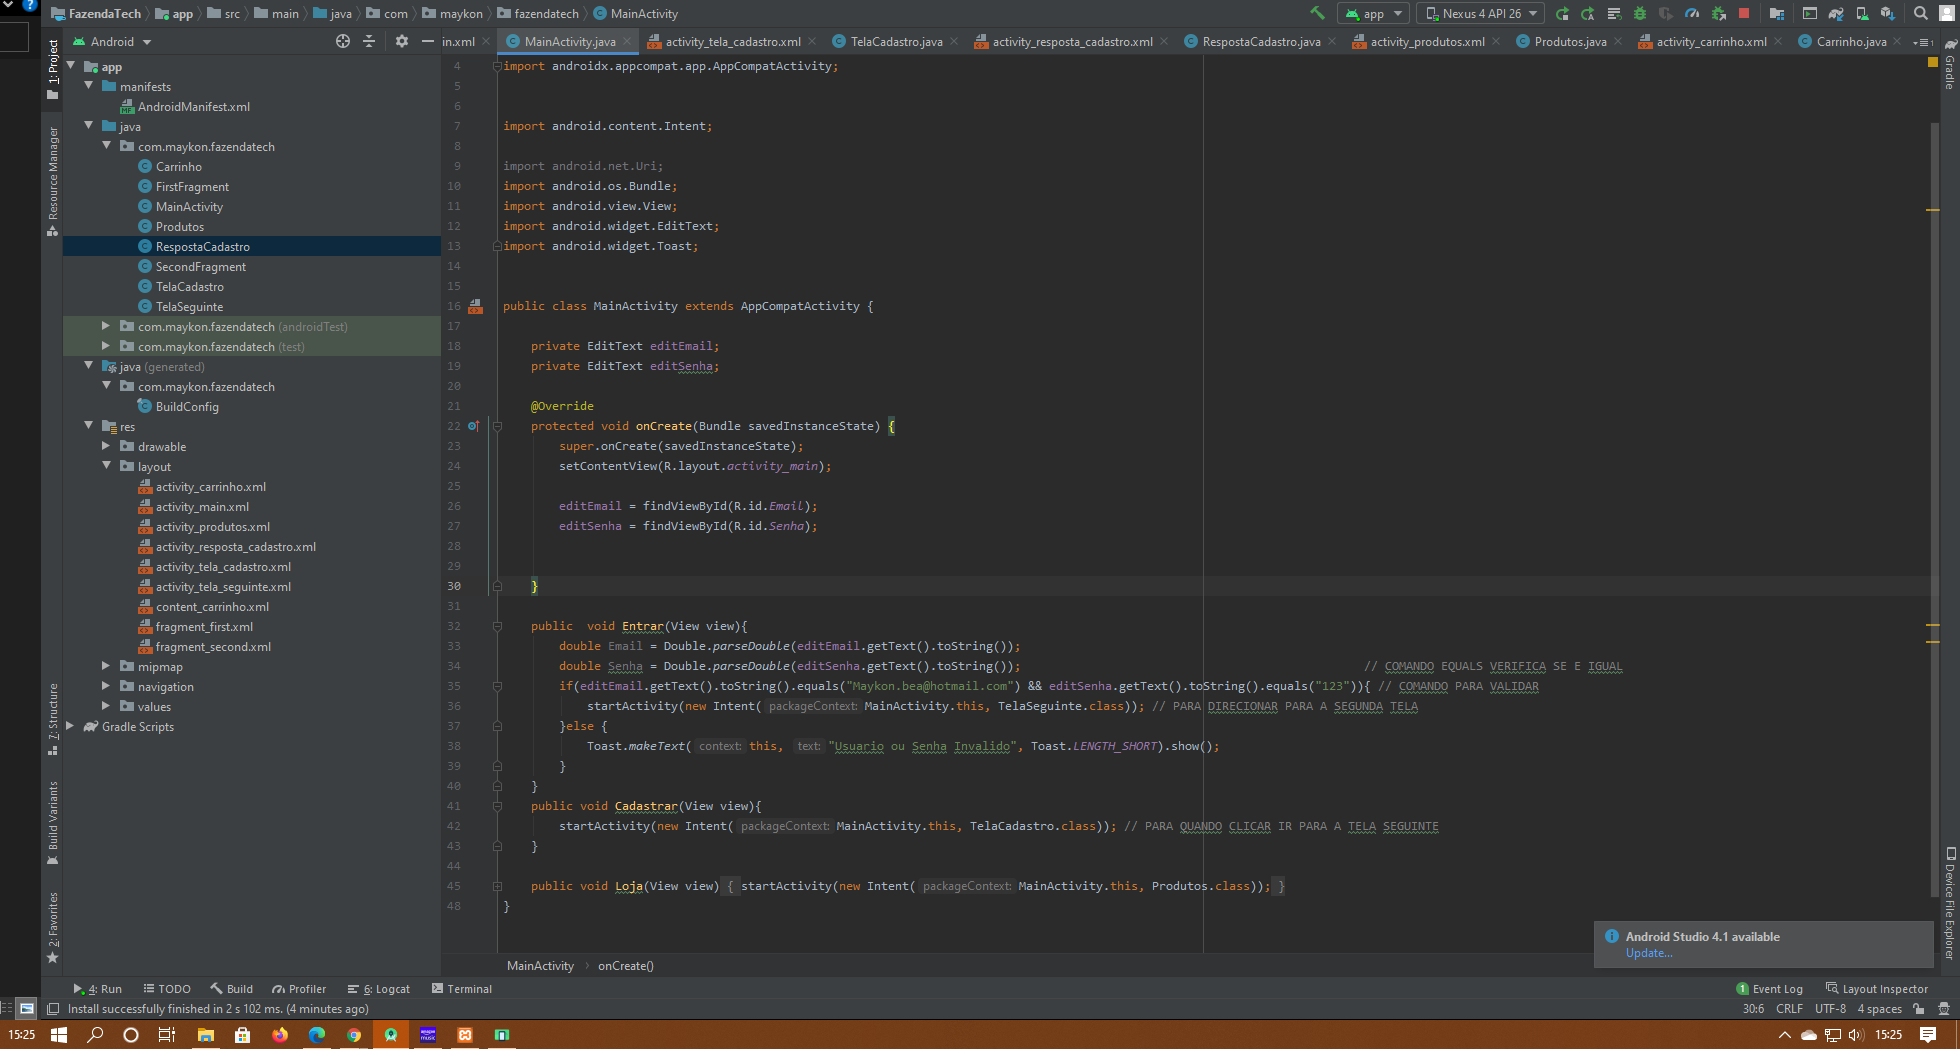 FazendaTech app src main java com maykon fazendatech MainActivity
app Nexus 4 API 26
Android
in.xml MainActivity.java activity_tela_cadastro.xml TelaCadastro.java activity_resposta_cadastro.xml RespostaCadastro.java activity_produtos.xml Produtos.java activity_carrinho.xml Carrinho.java
1: Project
Resource Manager
7: Structure
Build Variants
2: Favorites
app
manifests
AndroidManifest.xml
java
com.maykon.fazendatech
Carrinho
FirstFragment
MainActivity
Produtos
RespostaCadastro
SecondFragment
TelaCadastro
TelaSeguinte
com.maykon.fazendatech (androidTest)
com.maykon.fazendatech (test)
java (generated)
com.maykon.fazendatech
BuildConfig
res
drawable
layout
activity_carrinho.xml
activity_main.xml
activity_produtos.xml
activity_resposta_cadastro.xml
activity_tela_cadastro.xml
activity_tela_seguinte.xml
content_carrinho.xml
fragment_first.xml
fragment_second.xml
mipmap
navigation
values
Gradle Scripts
4 import androidx.appcompat.app.AppCompatActivity;
5
6
7 import android.content.Intent;
8
9 import android.net.Uri;
10 import android.os.Bundle;
11 import android.view.View;
12 import android.widget.EditText;
13 import android.widget.Toast;
14
15
16 public class MainActivity extends AppCompatActivity {
17
18 private EditText editEmail;
19 private EditText editSenha;
20
21 @Override
22 protected void onCreate(Bundle savedInstanceState) {
23 super.onCreate(savedInstanceState);
24 setContentView(R.layout.activity_main);
25
26 editEmail = findViewById(R.id.Email);
27 editSenha = findViewById(R.id.Senha);
28
29
30 }
31
32 public  void Entrar(View view){
33 double Email = Double.parseDouble(editEmail.getText().toString());
34 double Senha = Double.parseDouble(editSenha.getText().toString()); // COMANDO EQUALS VERIFICA SE E IGUAL
35 if(editEmail.getText().toString().equals("Maykon.bea@hotmail.com") && editSenha.getText().toString().equals("123")){ // COMANDO PARA VALIDAR
36 startActivity(new Intent( packageContext: MainActivity.this, TelaSeguinte.class)); // PARA DIRECIONAR PARA A SEGUNDA TELA
37 }else {
38 Toast.makeText( context: this, text: "Usuario ou Senha Invalido", Toast.LENGTH_SHORT).show();
39 }
40 }
41 public void Cadastrar(View view){
42 startActivity(new Intent( packageContext: MainActivity.this, TelaCadastro.class)); // PARA QUANDO CLICAR IR PARA A TELA SEGUINTE
43 }
44
45 public void Loja(View view) { startActivity(new Intent( packageContext: MainActivity.this, Produtos.class)); }
48 }
Gradle
Device File Explorer
Android Studio 4.1 available
Update...
MainActivity onCreate()
4: Run TODO Build Profiler 6: Logcat Terminal
1 Event Log Layout Inspector
Install successfully finished in 2 s 102 ms. (4 minutes ago)
30:6 CRLF UTF-8 4 spaces
15:25
amazon music
15:25